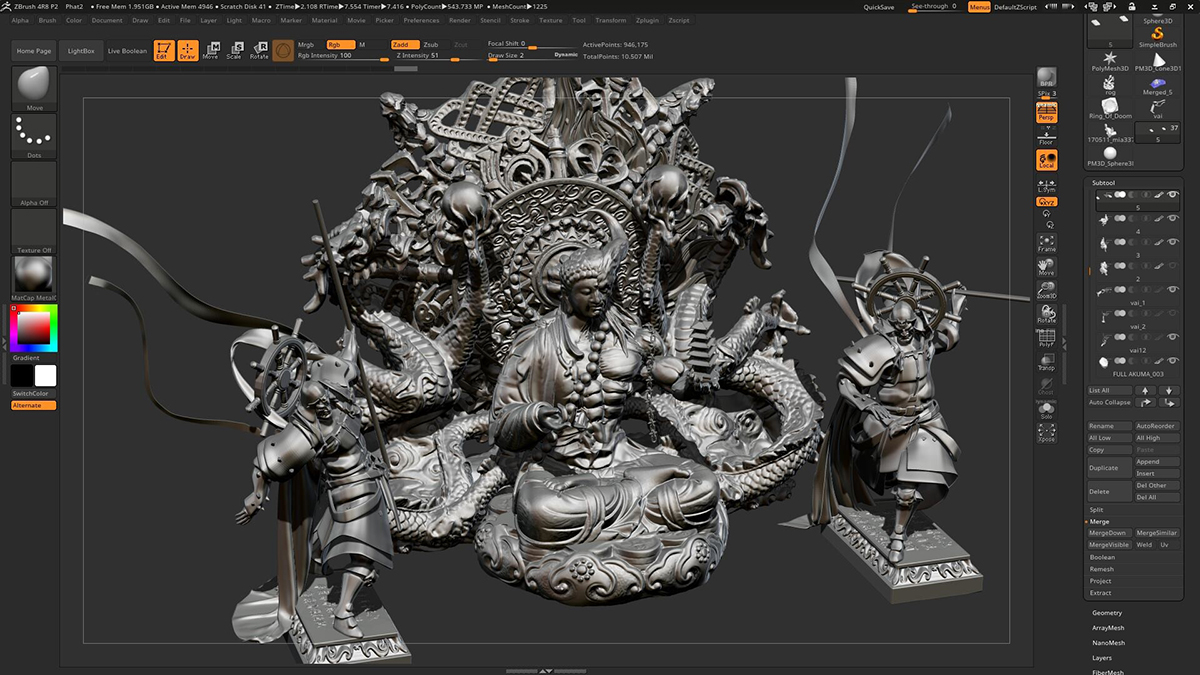 ZBrush 4R8 P2   Phat2   • Free Mem 1.951GB • Active Mem 4946 • Scratch Disk 41 • ZTime▶2.108 RTime▶7.554 Timer▶7.416 • PolyCount▶543.733 MP • MeshCount▶1225
QuickSave See-through 0 Menus DefaultZScript
Alpha Brush Color Document Draw Edit File Layer Light Macro Marker Material Movie Picker Preferences Render Stencil Stroke Texture Tool Transform Zplugin Zscript
Home Page LightBox Live Boolean Edit Draw Move Scale Rotate
Mrgb Rgb M Zadd Zsub Zcut Focal Shift 0 ActivePoints: 946,175
Rgb Intensity 100 Z Intensity 51 Draw Size 2 Dynamic TotalPoints: 10.507 Mil
Move
Dots
Alpha Off
Texture Off
Gradient
SwitchColor
Alternate
BPR
SPix 3
Persp
Floor
Local
L.Sym
XYZ
Frame
Move
Zoom3D
Rotate
PolyF
Transp
Ghost
Solo
Xpose
Sphere3D
5 SimpleBrush
PolyMesh3D
rog Merged_5
Ring_Of_Doom vai
37
5
Subtool
5
4
3
2
vai_1
vai_2
vai12
FULL AKUMA_003
List All
Auto Collapse
Rename AutoReorder
All Low All High
Copy Paste
Duplicate Append
Insert
Delete Del Other
Del All
Split
Merge
MergeDown MergeSimilar
MergeVisible Weld Uv
Boolean
Remesh
Project
Extract
Geometry
ArrayMesh
NanoMesh
Layers
FiberMesh